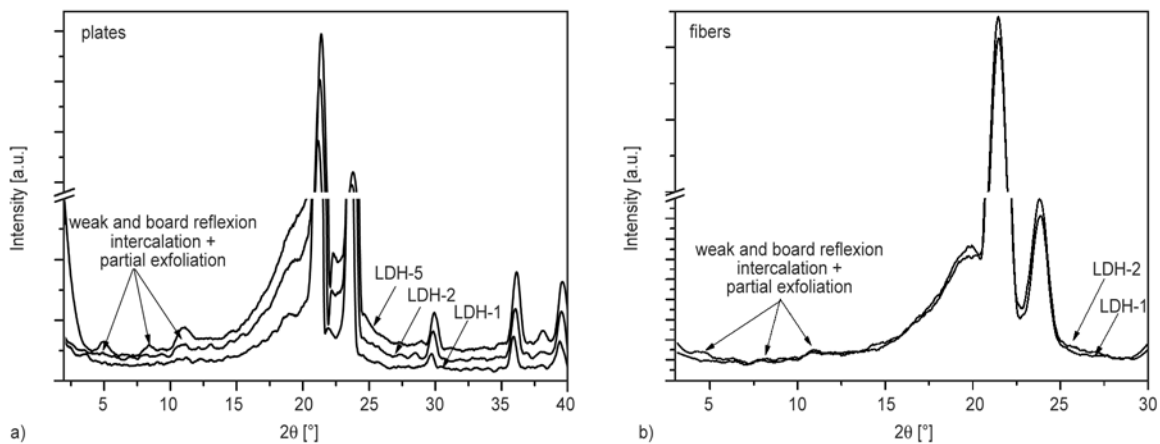 plates
Intensity [a.u.]
weak and board reflexion
intercalation +
partial exfoliation
LDH-5
LDH-2
LDH-1
5 10 15 20 25 30 35 40
2θ [°]
a)
fibers
Intensity [a.u.]
weak and board reflexion
intercalation +
partial exfoliation
LDH-2
LDH-1
5 10 15 20 25 30
2θ [°]
b)